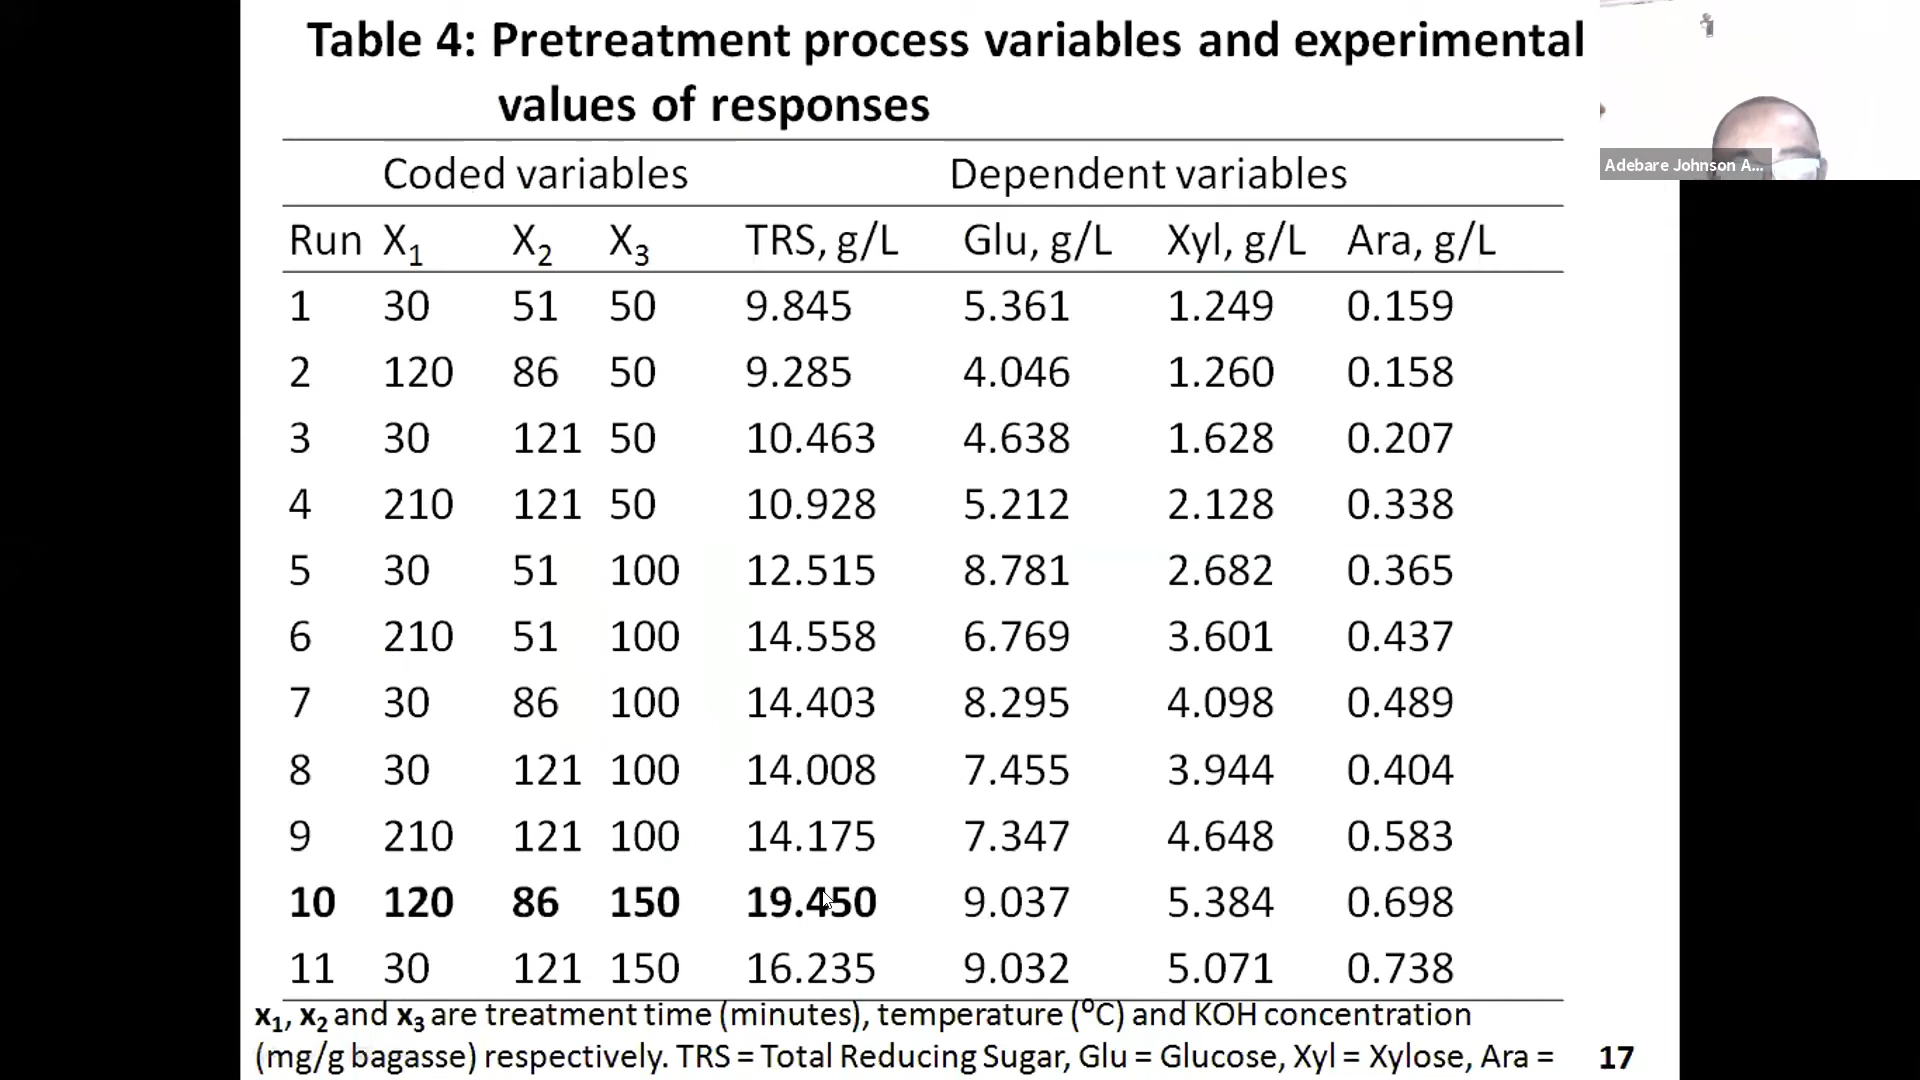 Table 4: Pretreatment process variables and experimental
values of responses
Adebare Johnson A...
Coded variables Dependent variables
Run X₁ X₂ X₃ TRS, g/L Glu, g/L Xyl, g/L Ara, g/L
1 30 51 50 9.845 5.361 1.249 0.159
2 120 86 50 9.285 4.046 1.260 0.158
3 30 121 50 10.463 4.638 1.628 0.207
4 210 121 50 10.928 5.212 2.128 0.338
5 30 51 100 12.515 8.781 2.682 0.365
6 210 51 100 14.558 6.769 3.601 0.437
7 30 86 100 14.403 8.295 4.098 0.489
8 30 121 100 14.008 7.455 3.944 0.404
9 210 121 100 14.175 7.347 4.648 0.583
10 120 86 150 19.450 9.037 5.384 0.698
11 30 121 150 16.235 9.032 5.071 0.738
x₁, x₂ and x₃ are treatment time (minutes), temperature (⁰C) and KOH concentration
(mg/g bagasse) respectively. TRS = Total Reducing Sugar, Glu = Glucose, Xyl = Xylose, Ara =
17